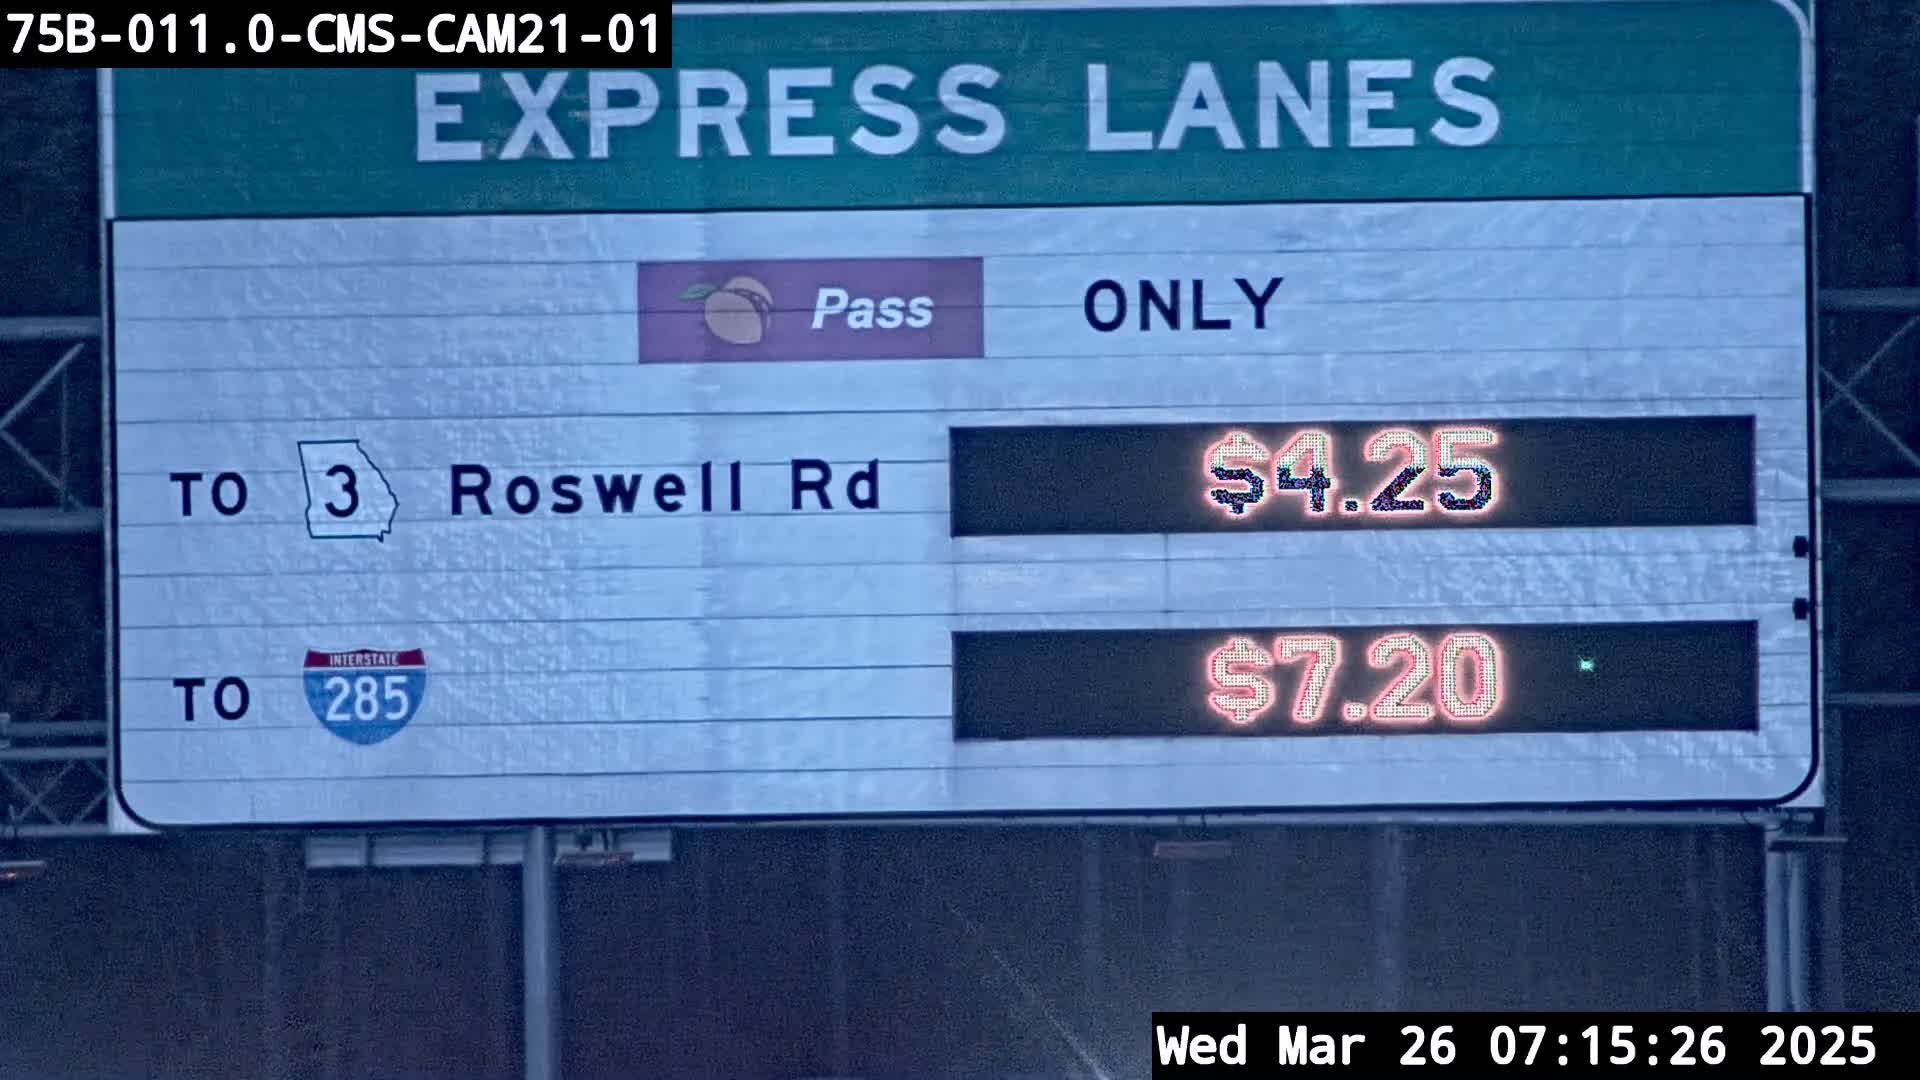 75B-011.0-CMS-CAM21-01
EXPRESS LANES
Pass ONLY
TO 3 Roswell Rd $4.25
TO INTERSTATE 285 $7.20
Wed Mar 26 07:15:26 2025